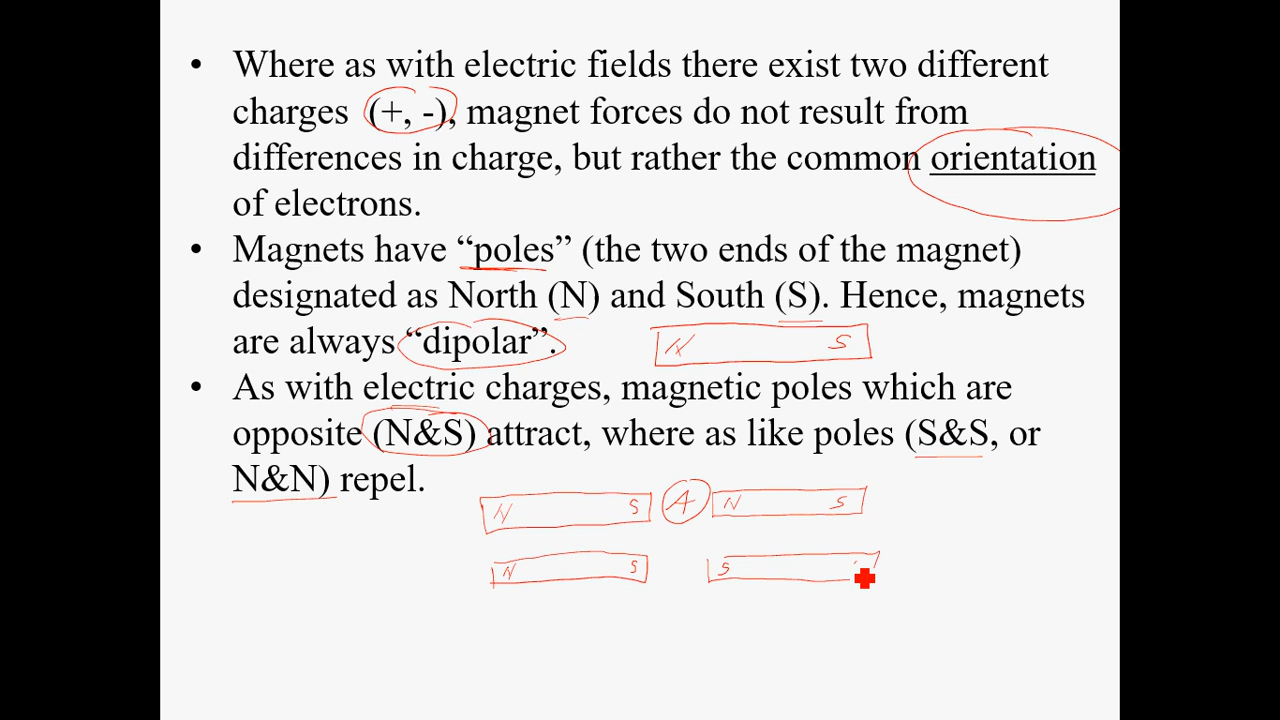 • Where as with electric fields there exist two different
charges (+, -), magnet forces do not result from
differences in charge, but rather the common orientation
of electrons.
• Magnets have “poles” (the two ends of the magnet)
designated as North (N) and South (S). Hence, magnets
are always “dipolar”.
N S
• As with electric charges, magnetic poles which are
opposite (N&S) attract, where as like poles (S&S, or
N&N) repel.
N S A N S
N S S